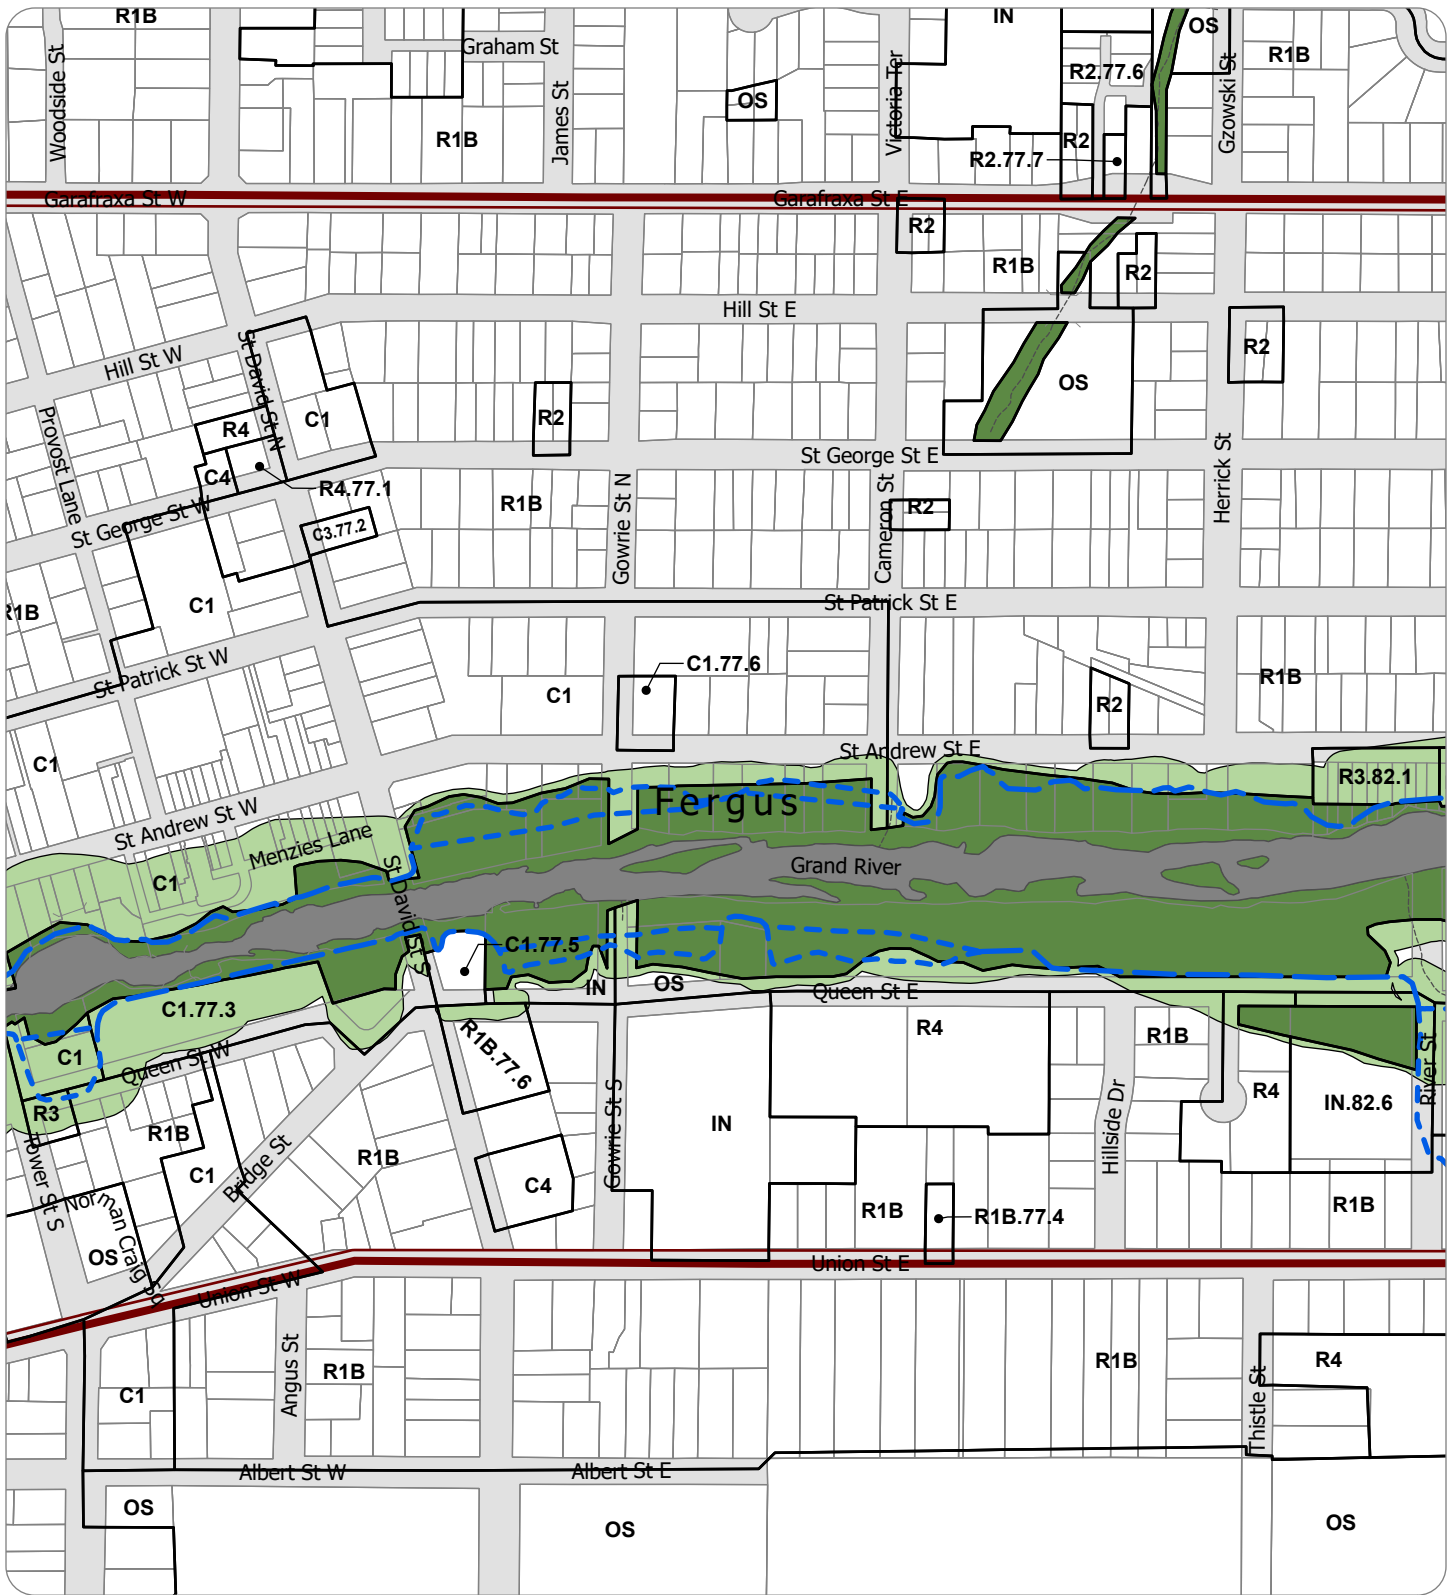 R1B
IN
OS
Graham St
R1B
Woodside St
R2.77.6
James St
OS
Victoria Ter
Gzowski St
R1B
R2
R2.77.7
Garafraxa St W
Garafraxa St E
R2
R1B
R2
Hill St E
Hill St W
St David St N
R2
OS
Provost Lane
R4
C1
R2
St George St E
C4
R4.77.1
R1B
Gowrie St N
Cameron St
R2
Herrick St
St George St W
C3.77.2
R1B
C1
St Patrick St E
St Patrick St W
C1.77.6
C1
R1B
R2
C1
St Andrew St E
R3.82.1
Fergus
St Andrew St W
Menzies Lane
Grand River
C1
St David St S
C1.77.5
IN
OS
Queen St E
C1.77.3
R4
R1B
C1
Queen St W
R1B.77.6
River St
R3
R4
IN.82.6
R1B
IN
Gowrie St S
Hillside Dr
Tower St S
Bridge St
R1B
C1
C4
Norman Craig Sq
R1B
R1B.77.4
R1B
OS
Union St E
Union St W
Angus St
R1B
R1B
R4
C1
Thistle St
Albert St W
Albert St E
OS
OS
OS